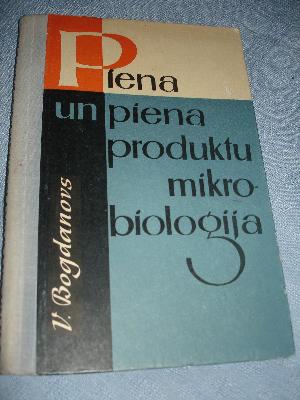 Piena
un piena
produktu
mikro-
bioloģija
V. Bogdanovs